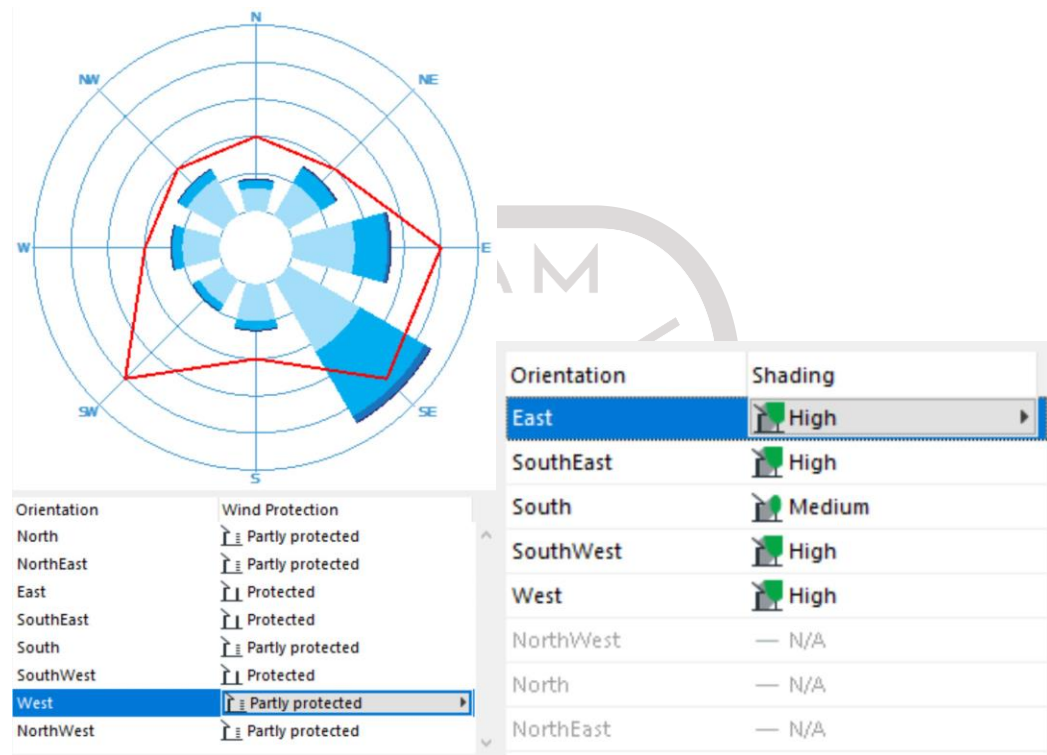 N
NW NE
W E
SW SE
S
AM
Orientation Wind Protection
North Partly protected
NorthEast Partly protected
East Protected
SouthEast Protected
South Partly protected
SouthWest Protected
West Partly protected
NorthWest Partly protected
Orientation Shading
East High
SouthEast High
South Medium
SouthWest High
West High
NorthWest — N/A
North — N/A
NorthEast — N/A